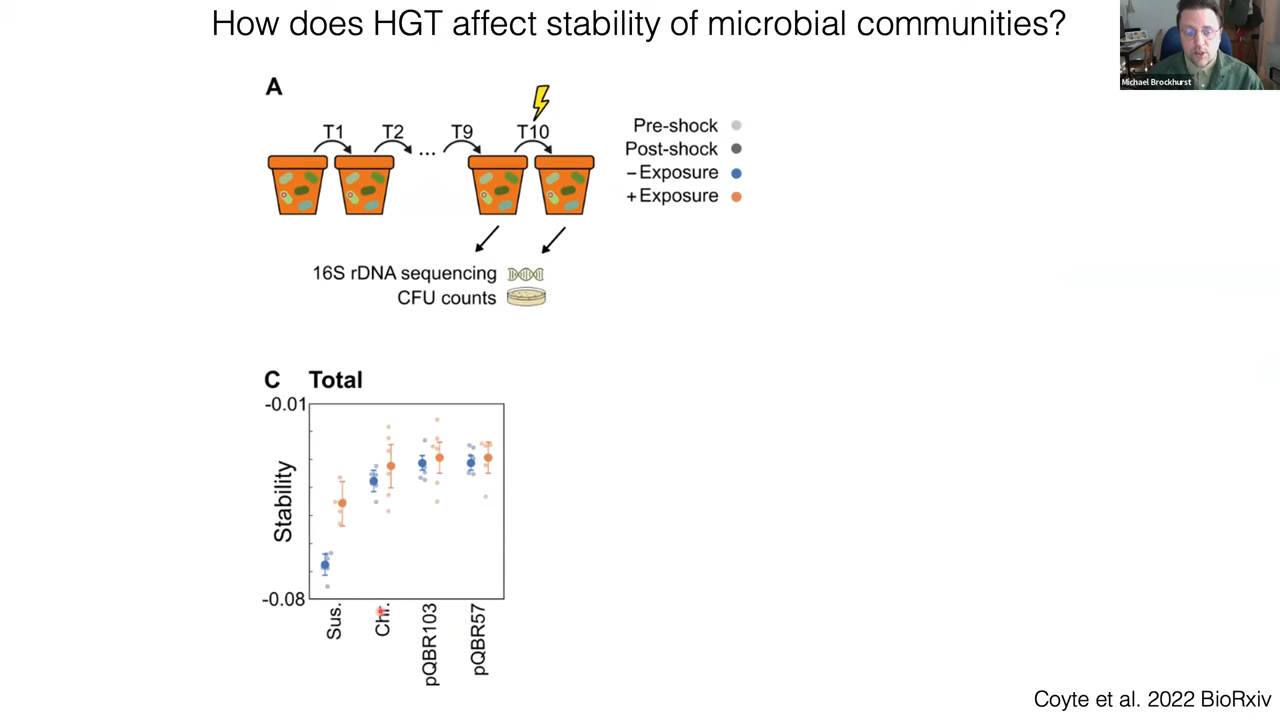 How does HGT affect stability of microbial communities?
Michael Brockhurst
A
T1
T2
...
T9
T10
Pre-shock
Post-shock
−Exposure
+Exposure
16S rDNA sequencing
CFU counts
C Total
-0.01
Stability
-0.08
Sus.
Chr.
pQBR103
pQBR57
Coyte et al. 2022 BioRxiv